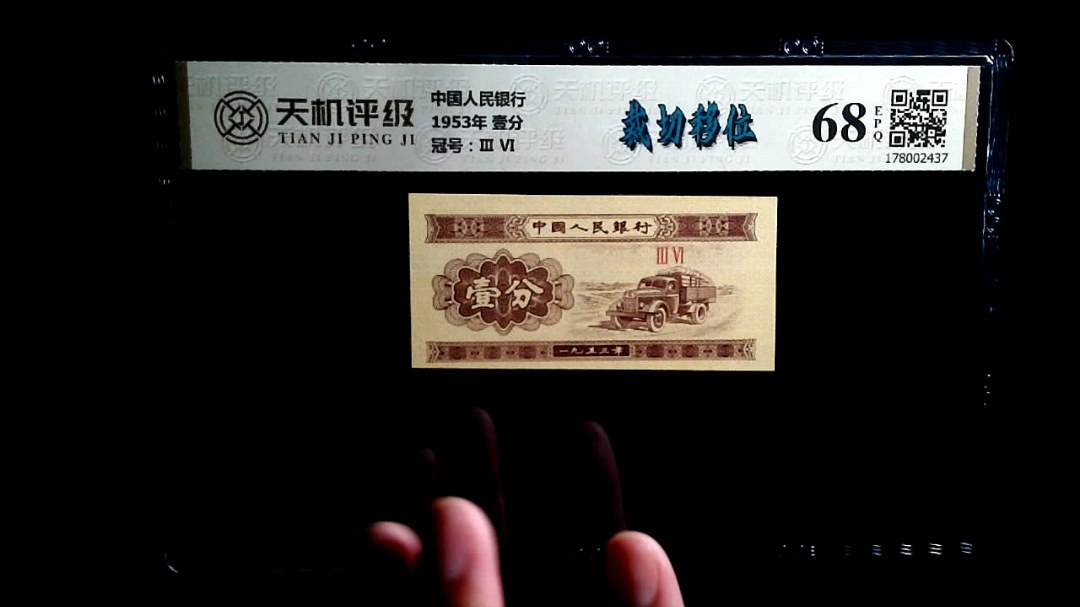 天机评级
TIAN JI PING JI
中国人民银行
1953年 壹分
冠号：Ⅲ Ⅵ
裁切移位
68
EPQ
178002437
中國人民銀行
Ⅲ Ⅵ
壹分
一九五三年